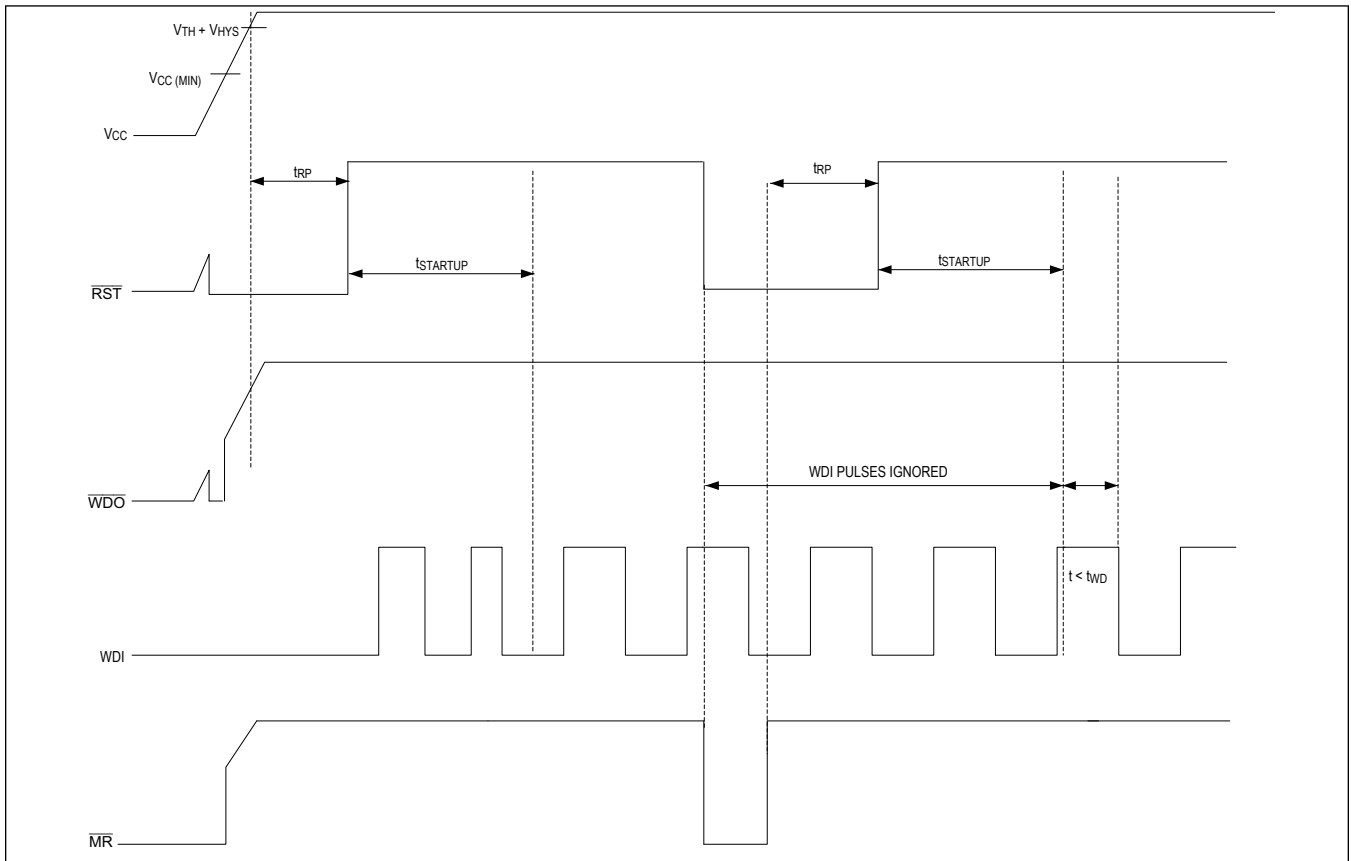 VTH + VHYS
VCC (MIN)
VCC
tRP
tRP
tSTARTUP
tSTARTUP
RST
WDI PULSES IGNORED
WDO
t < tWD
WDI
MR